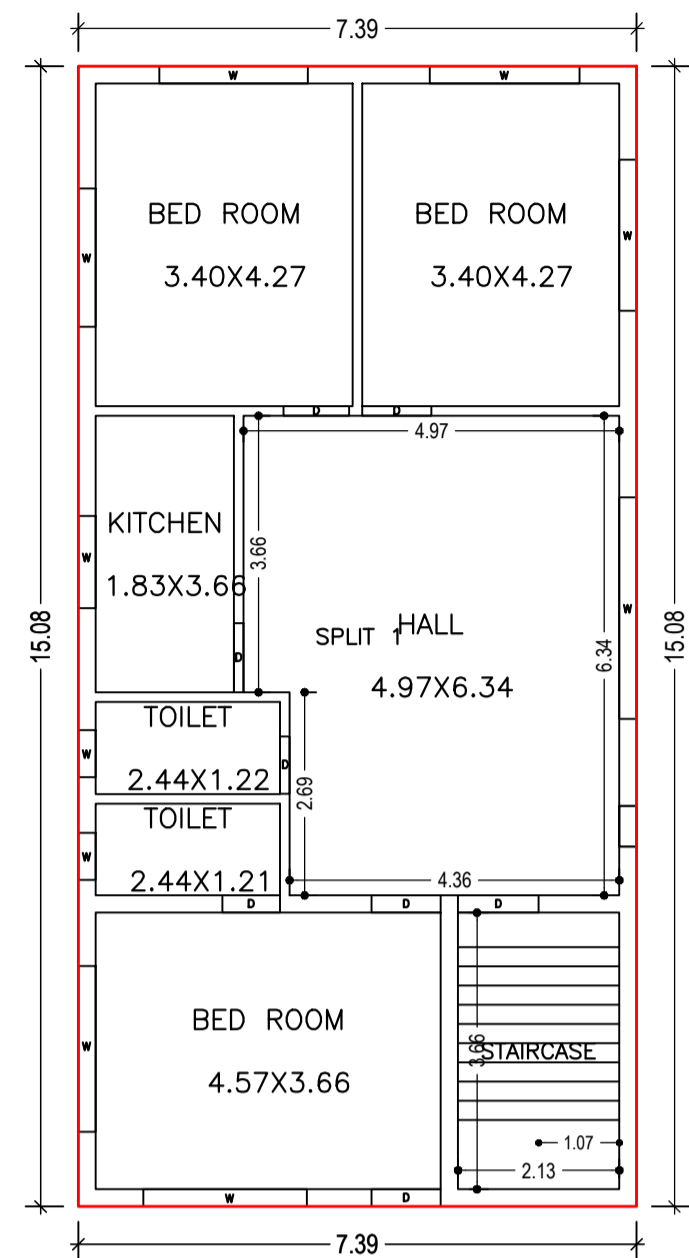 7.39
W W
BED ROOM BED ROOM
3.40X4.27 3.40X4.27
W W
D D
4.97
KITCHEN
1.83X3.66
3.66
W W
15.08 15.08
SPLIT 1 HALL
4.97X6.34
6.34
D
TOILET
2.44X1.22
W D
2.69
TOILET
2.44X1.21
W
4.36
D D D
BED ROOM
4.57X3.66
W
3.66
STAIRCASE
1.07
2.13
W D
7.39